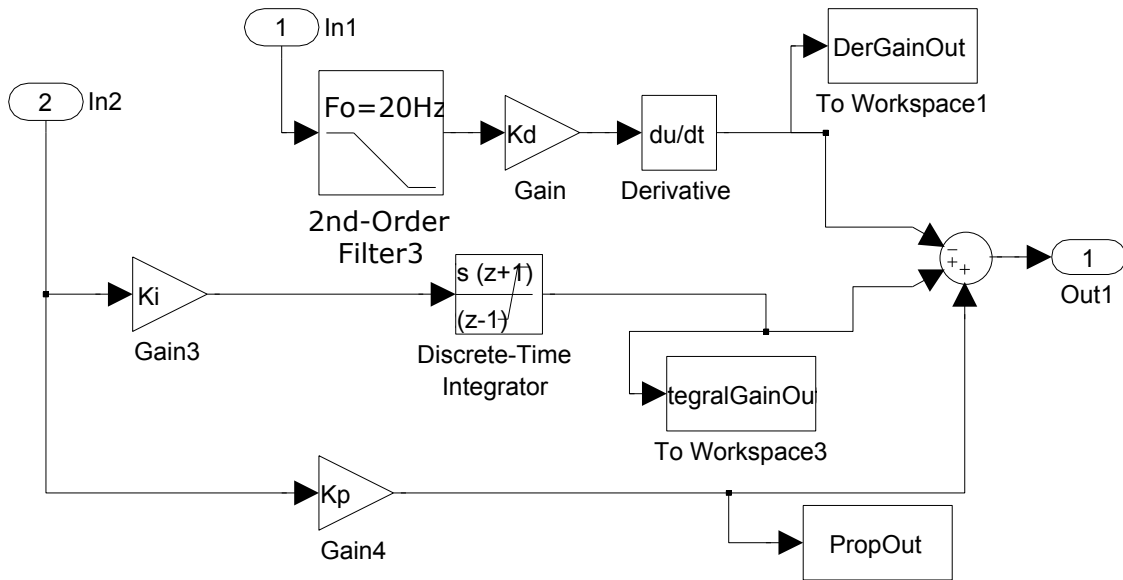 1
In1
2
In2
Fo=20Hz
2nd-Order
Filter3
Kd
Gain
du/dt
Derivative
DerGainOut
To Workspace1
Ki
Gain3
s (z+1)
(z-1)
Discrete-Time
Integrator
tegralGainOut
To Workspace3
−
+
+
1
Out1
Kp
Gain4
PropOut